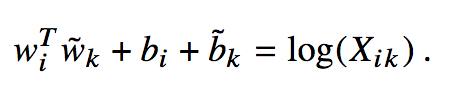 $w_i^T \tilde{w}_k + b_i + \tilde{b}_k = \log(X_{ik})\,.$